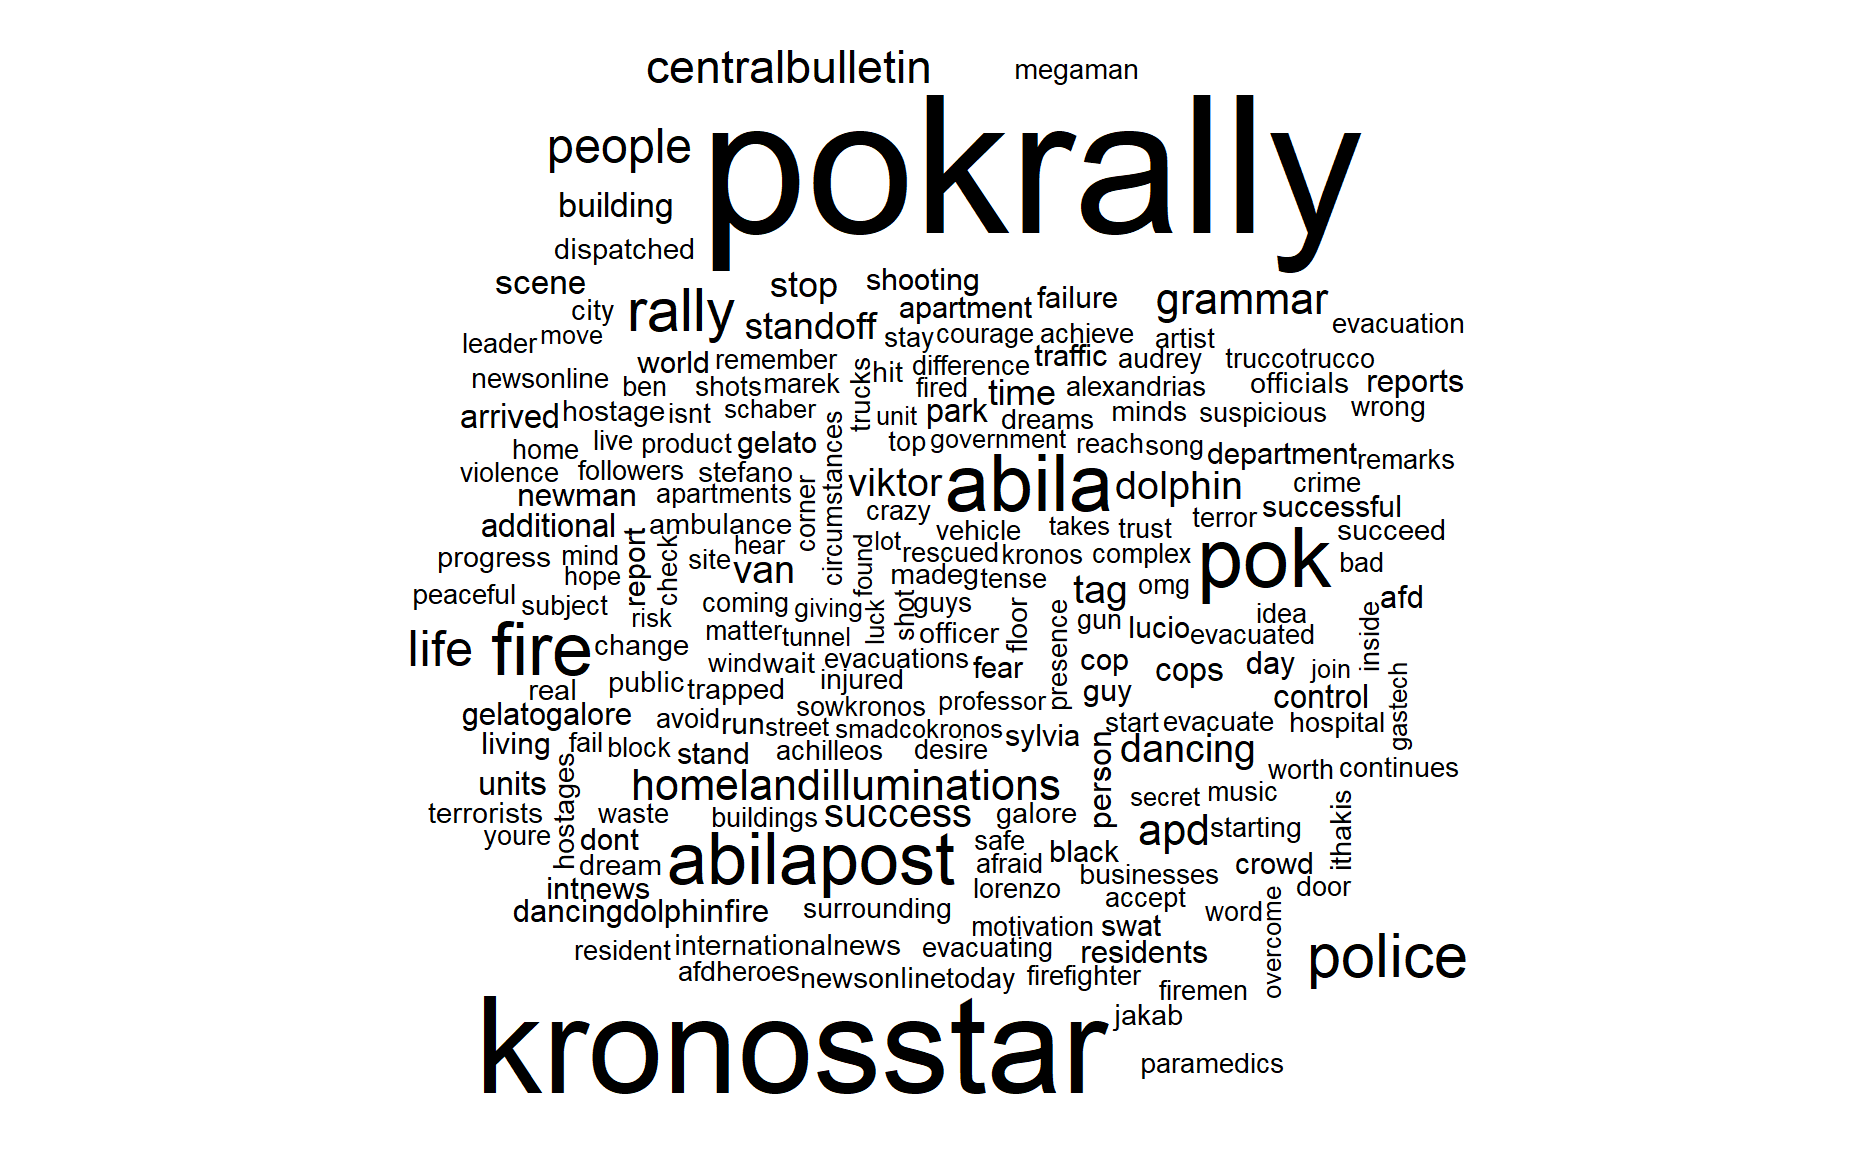 centralbulletin megaman
people pokrally
building
dispatched
scene stop shooting
city rally standoff apartment failure grammar
leader move stay courage achieve artist evacuation
world remember trucks hit difference traffic audrey truccotrucco
newsonline ben shots marek fired time alexandrias officials reports
arrived hostage isnt schaber unit park dreams minds suspicious wrong
home live product gelato circumstances top government reach song department remarks
violence followers stefano viktor abila dolphin crime
newman apartments corner crazy successful
additional ambulance vehicle takes trust terror succeed
progress mind report check site hear found lot rescued kronos complex pok bad
hope van madeg tense tag omg afd
peaceful subject risk coming giving luck shot guys floor presence gun lucio idea
life fire change matter tunnel officer evacuated inside
wind wait evacuations fear cop cops day join
real public trapped injured professor guy control gastech
gelatogalore avoid run street sowkronos smadcokronos sylvia start evacuate hospital
living fail block stand achilleos desire person dancing worth continues
units hostages homelandilluminations secret music
terrorists waste buildings success galore apd starting ithakis
youre dont abilapost safe black crowd
dream afraid businesses door
intnews lorenzo accept
dancingdolphinfire surrounding motivation swat word overcome
resident internationalnews evacuating residents police
afdheroes newsonlinetoday firefighter firemen
kronosstar jakab
paramedics